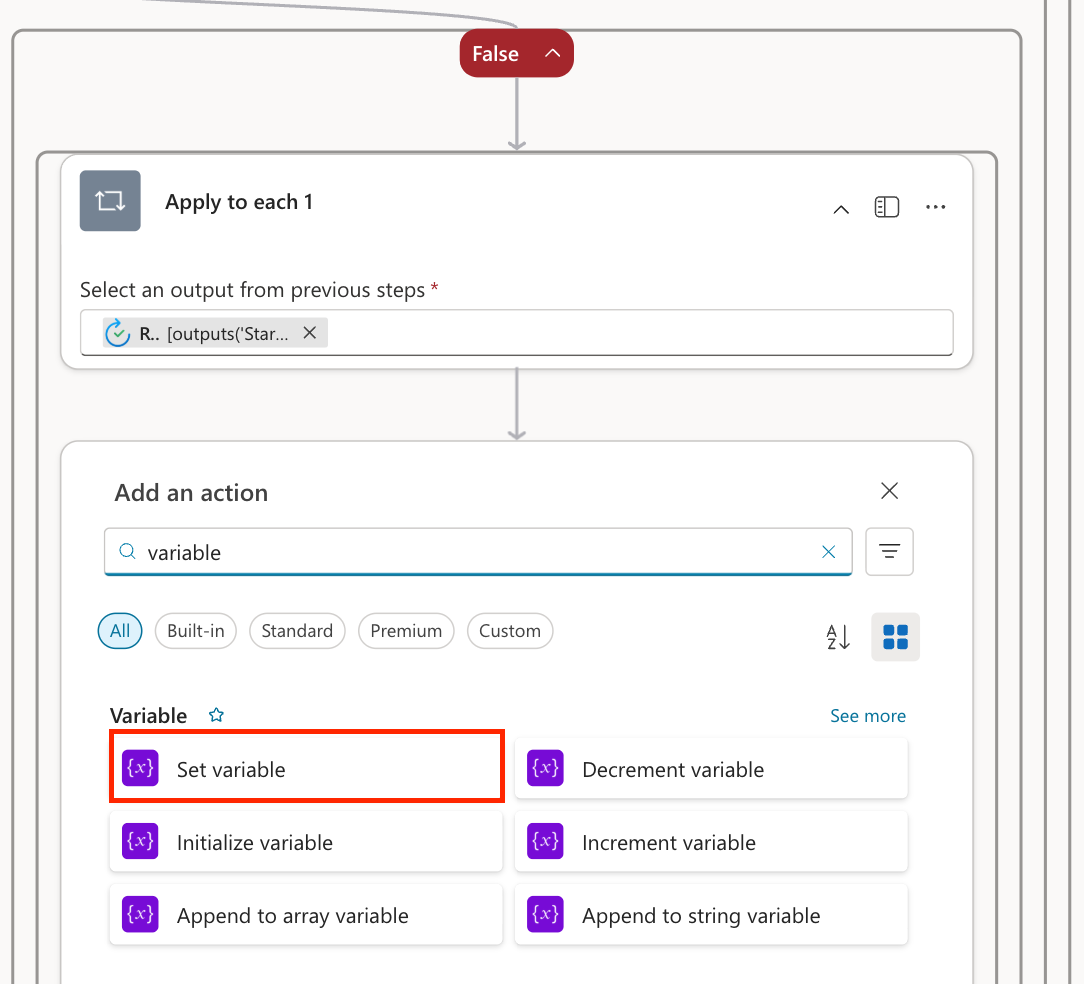 False
Apply to each 1
Select an output from previous steps *
R.. [outputs('Star...
Add an action
variable
All Built-in Standard Premium Custom
A
Z
Variable See more
{x} Set variable {x} Decrement variable
{x} Initialize variable {x} Increment variable
{x} Append to array variable {x} Append to string variable